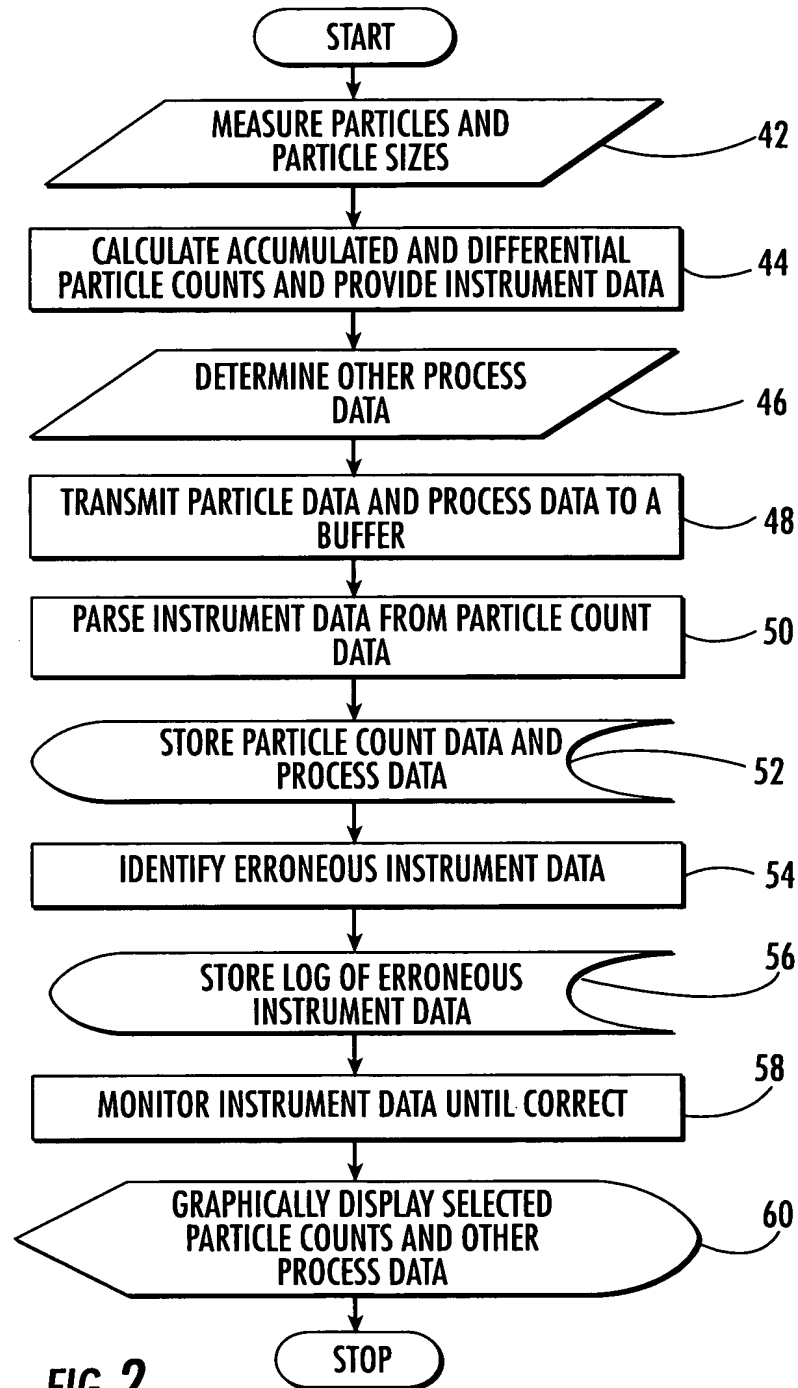 START
MEASURE PARTICLES AND
PARTICLE SIZES
42
CALCULATE ACCUMULATED AND DIFFERENTIAL
PARTICLE COUNTS AND PROVIDE INSTRUMENT DATA
44
DETERMINE OTHER PROCESS
DATA
46
TRANSMIT PARTICLE DATA AND PROCESS DATA TO A
BUFFER
48
PARSE INSTRUMENT DATA FROM PARTICLE COUNT
DATA
50
STORE PARTICLE COUNT DATA AND
PROCESS DATA
52
IDENTIFY ERRONEOUS INSTRUMENT DATA
54
STORE LOG OF ERRONEOUS
INSTRUMENT DATA
56
MONITOR INSTRUMENT DATA UNTIL CORRECT
58
GRAPHICALLY DISPLAY SELECTED
PARTICLE COUNTS AND OTHER
PROCESS DATA
60
STOP
FIG. 2